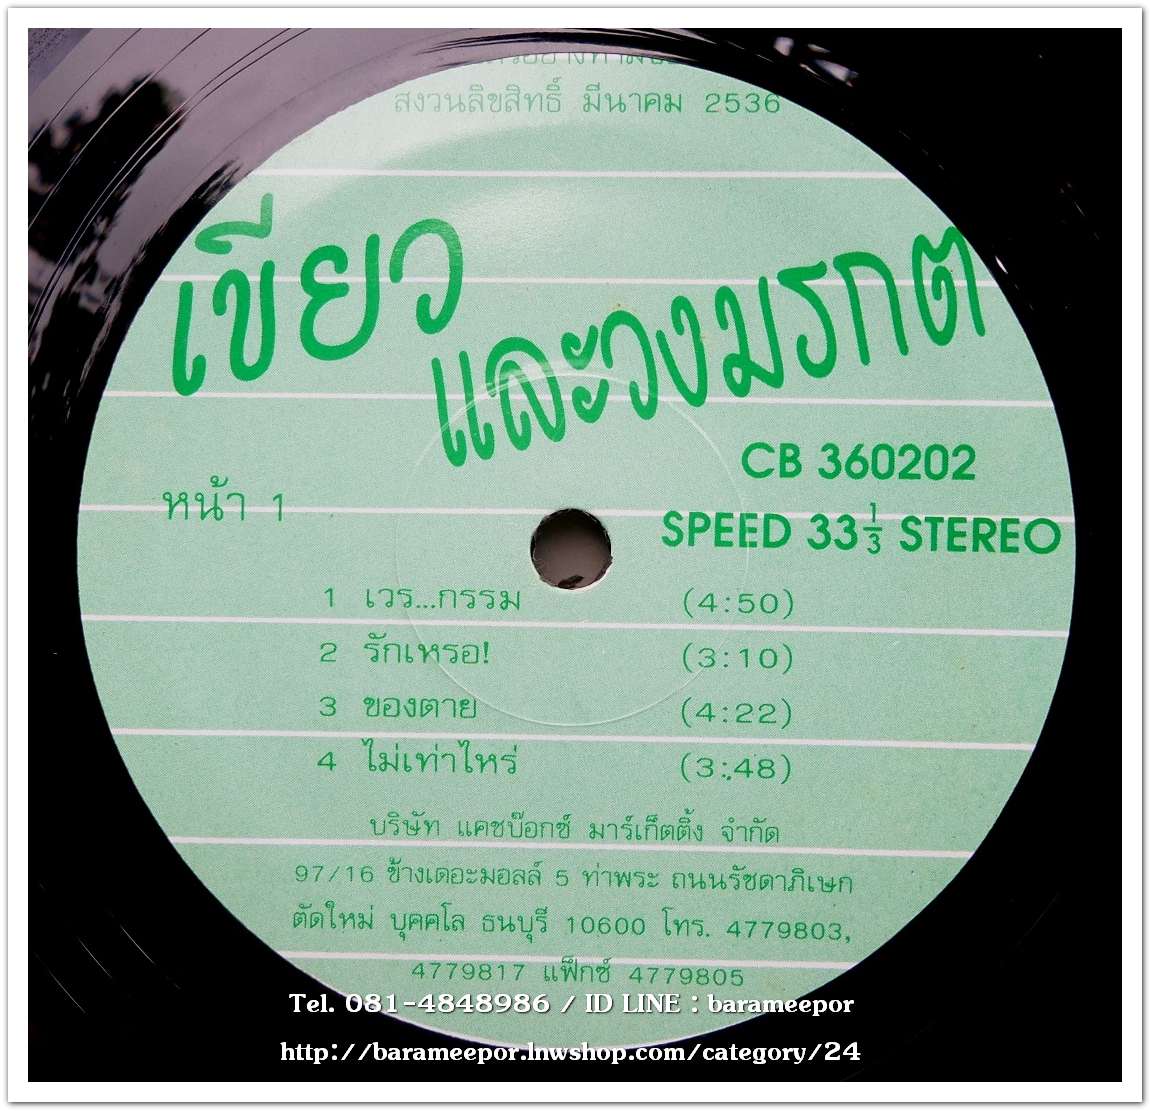 สงวนลิขสิทธิ์ มีนาคม 2536
เขียว
และวงมรกต
CB 360202
หน้า 1
SPEED 33 1/3 STEREO
1 เวร...กรรม (4:50)
2 รักเหรอ! (3:10)
3 ของตาย (4:22)
4 ไม่เท่าไหร่ (3:48)
บริษัท แคชบ๊อกซ์ มาร์เก็ตติ้ง จำกัด
97/16 ข้างเดอะมอลล์ 5 ท่าพระ ถนนรัชดาภิเษก
ตัดใหม่ บุคคโล ธนบุรี 10600 โทร. 4779803,
4779817 แฟ็กซ์ 4779805
Tel. 081-4848986 / ID LINE : barameepor
http://barameepor.lnwshop.com/category/24